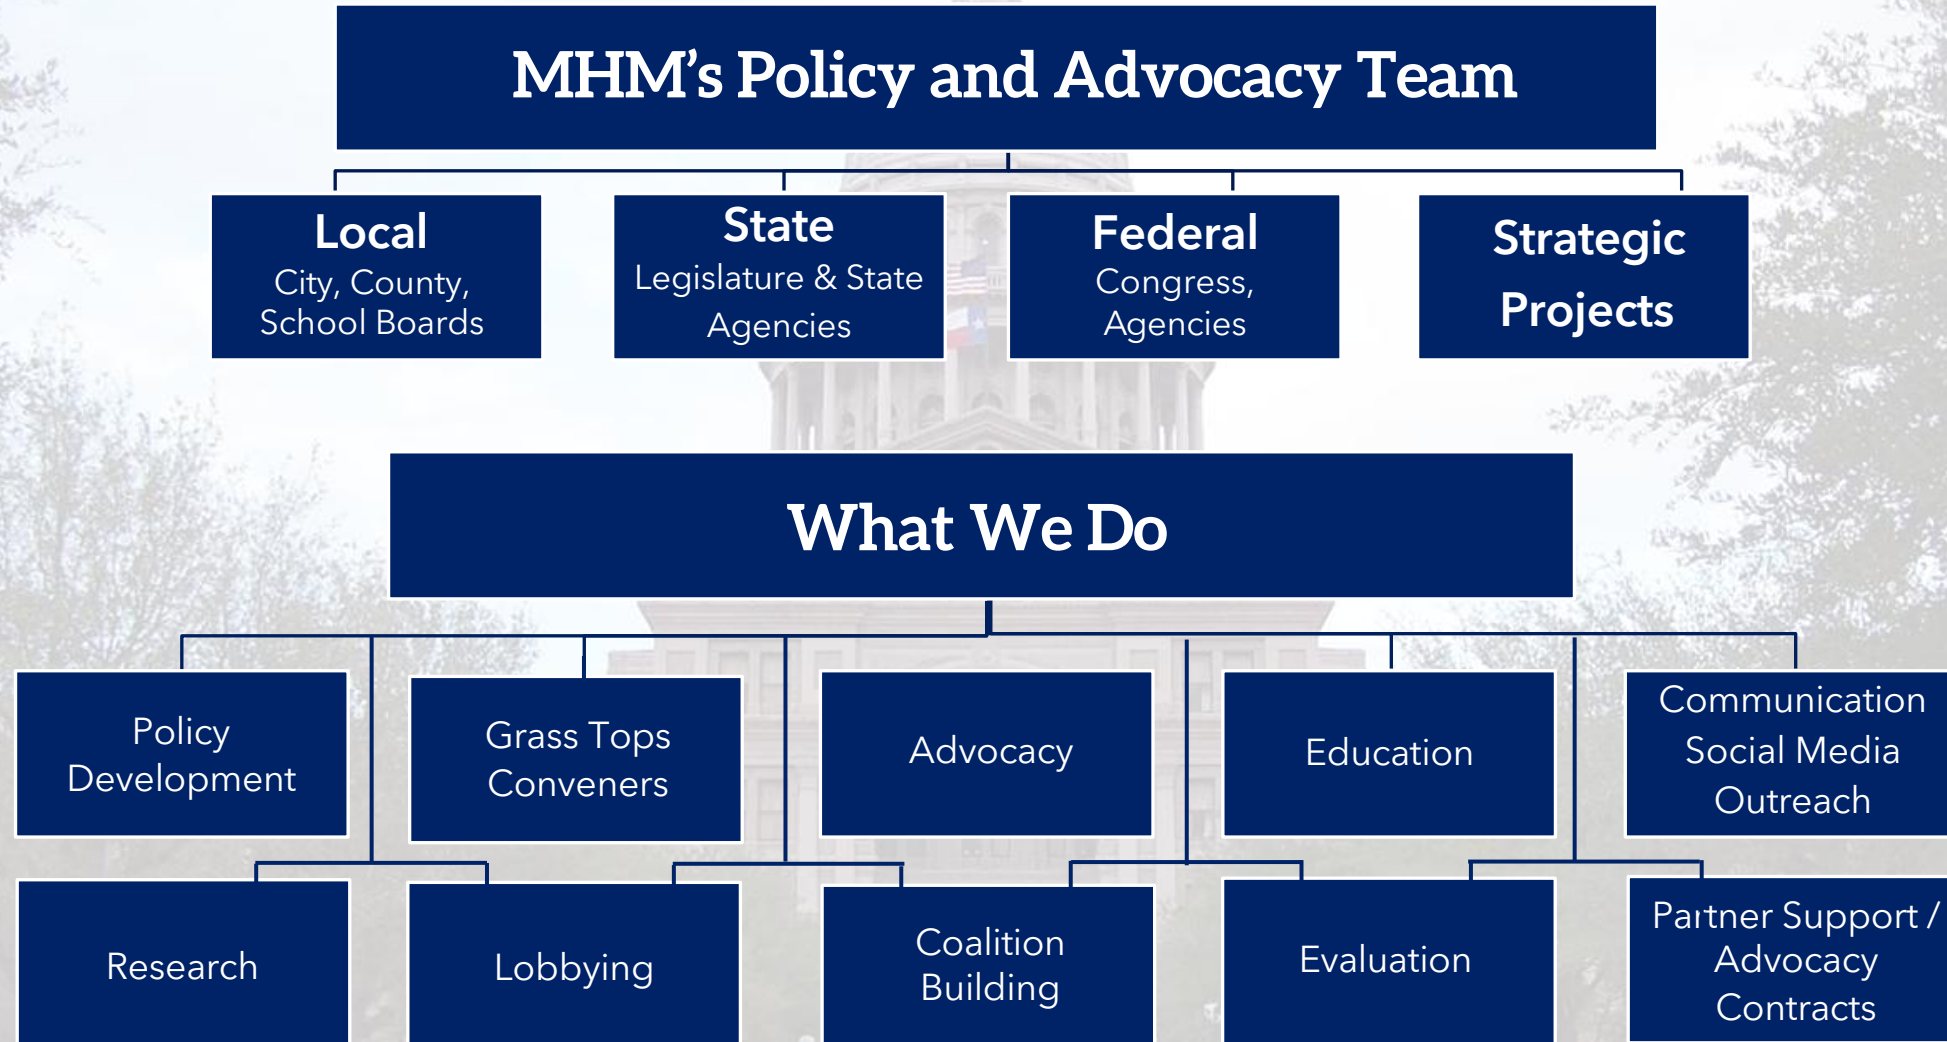 MHM's Policy and Advocacy Team
Local
City, County,
School Boards
State
Legislature & State
Agencies
Federal
Congress,
Agencies
Strategic
Projects
What We Do
Policy
Development
Grass Tops
Conveners
Advocacy
Education
Communication
Social Media
Outreach
Research
Lobbying
Coalition
Building
Evaluation
Partner Support /
Advocacy
Contracts